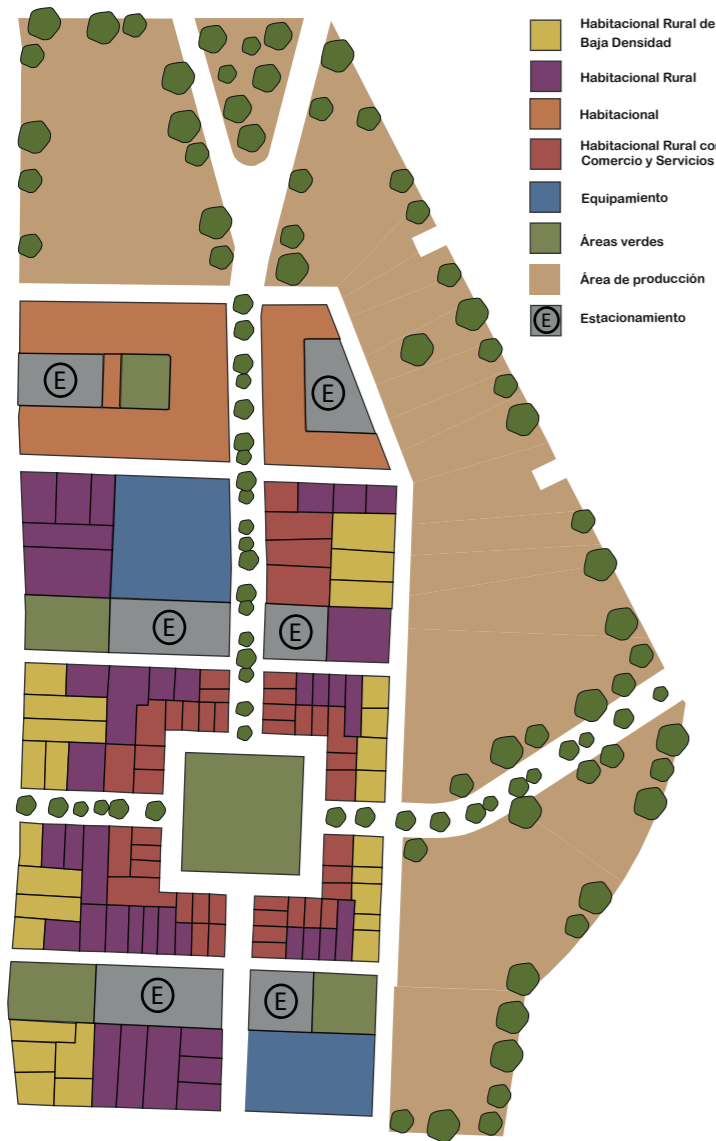 Habitacional Rural de
Baja Densidad
Habitacional Rural
Habitacional
Habitacional Rural con
Comercio y Servicios
Equipamiento
Áreas verdes
Área de producción
E Estacionamiento
E
E
E
E
E
E